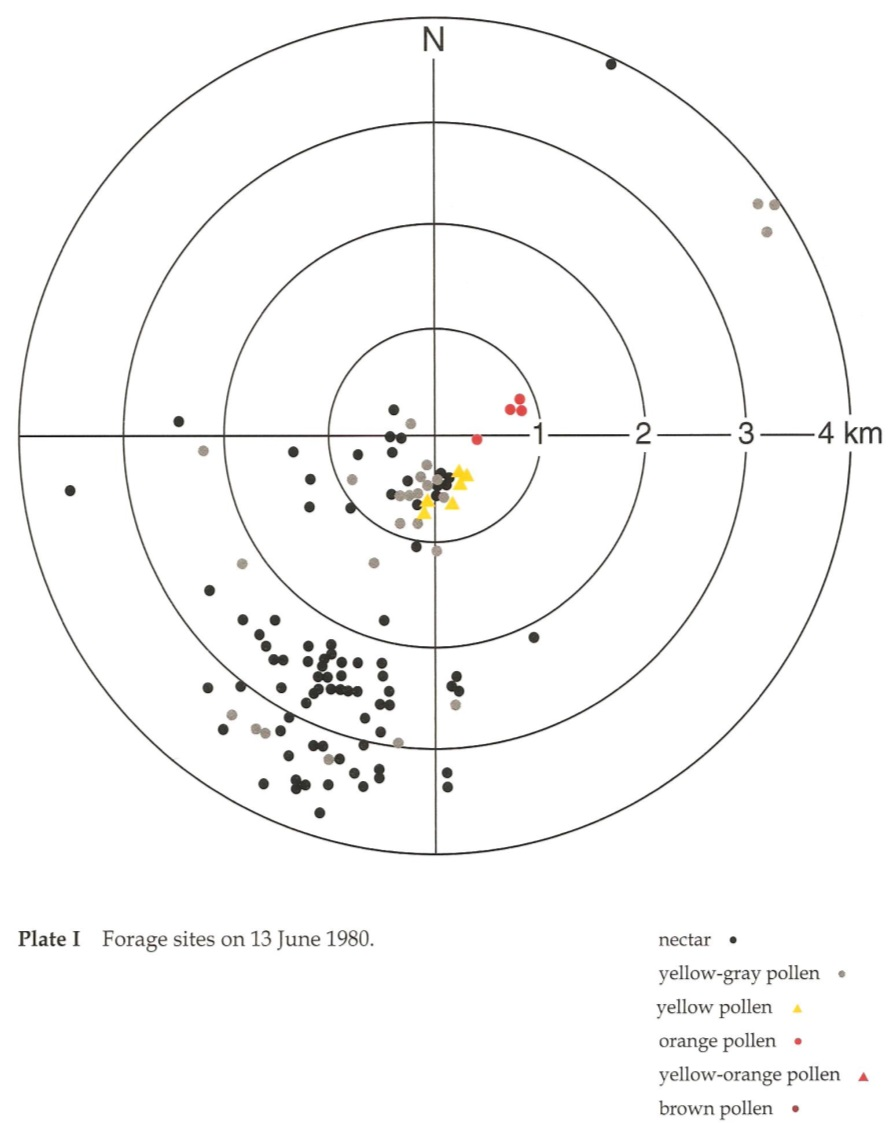 N
1 2 3 4 km
Plate I Forage sites on 13 June 1980.
nectar
yellow-gray pollen
yellow pollen
orange pollen
yellow-orange pollen
brown pollen